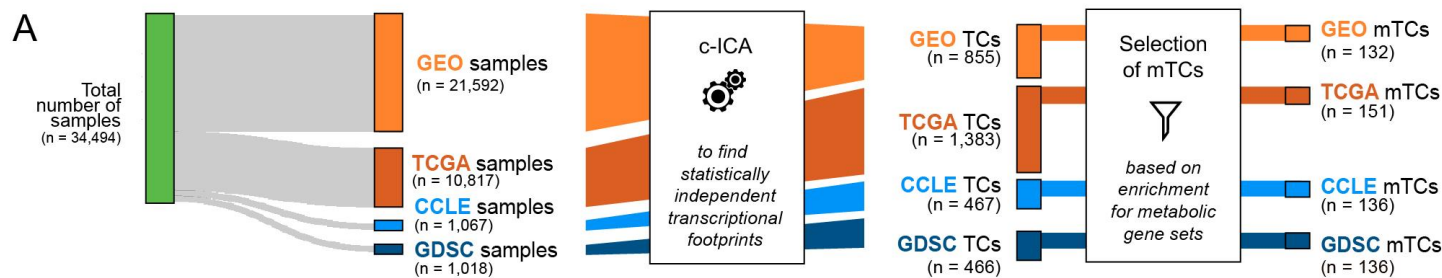 A
Total
number of
samples
(n = 34,494)
GEO samples
(n = 21,592)
TCGA samples
(n = 10,817)
CCLE samples
(n = 1,067)
GDSC samples
(n = 1,018)
c-ICA
to find
statistically
independent
transcriptional
footprints
GEO TCs
(n = 855)
TCGA TCs
(n = 1,383)
CCLE TCs
(n = 467)
GDSC TCs
(n = 466)
Selection
of mTCs
based on
enrichment
for metabolic
gene sets
GEO mTCs
(n = 132)
TCGA mTCs
(n = 151)
CCLE mTCs
(n = 136)
GDSC mTCs
(n = 136)